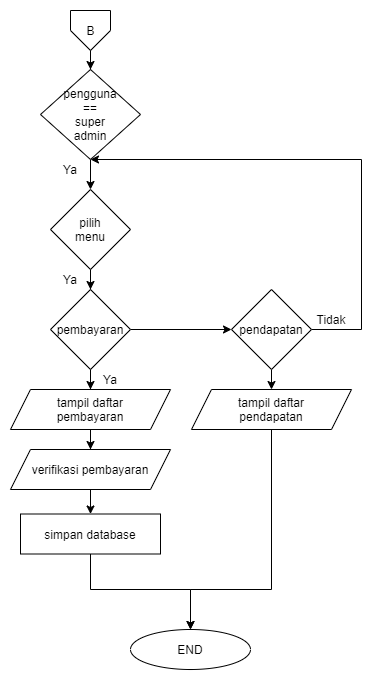 B
pengguna
==
super
admin
Ya
pilih
menu
Ya
pembayaran
pendapatan
Tidak
Ya
tampil daftar
pembayaran
tampil daftar
pendapatan
verifikasi pembayaran
simpan database
END